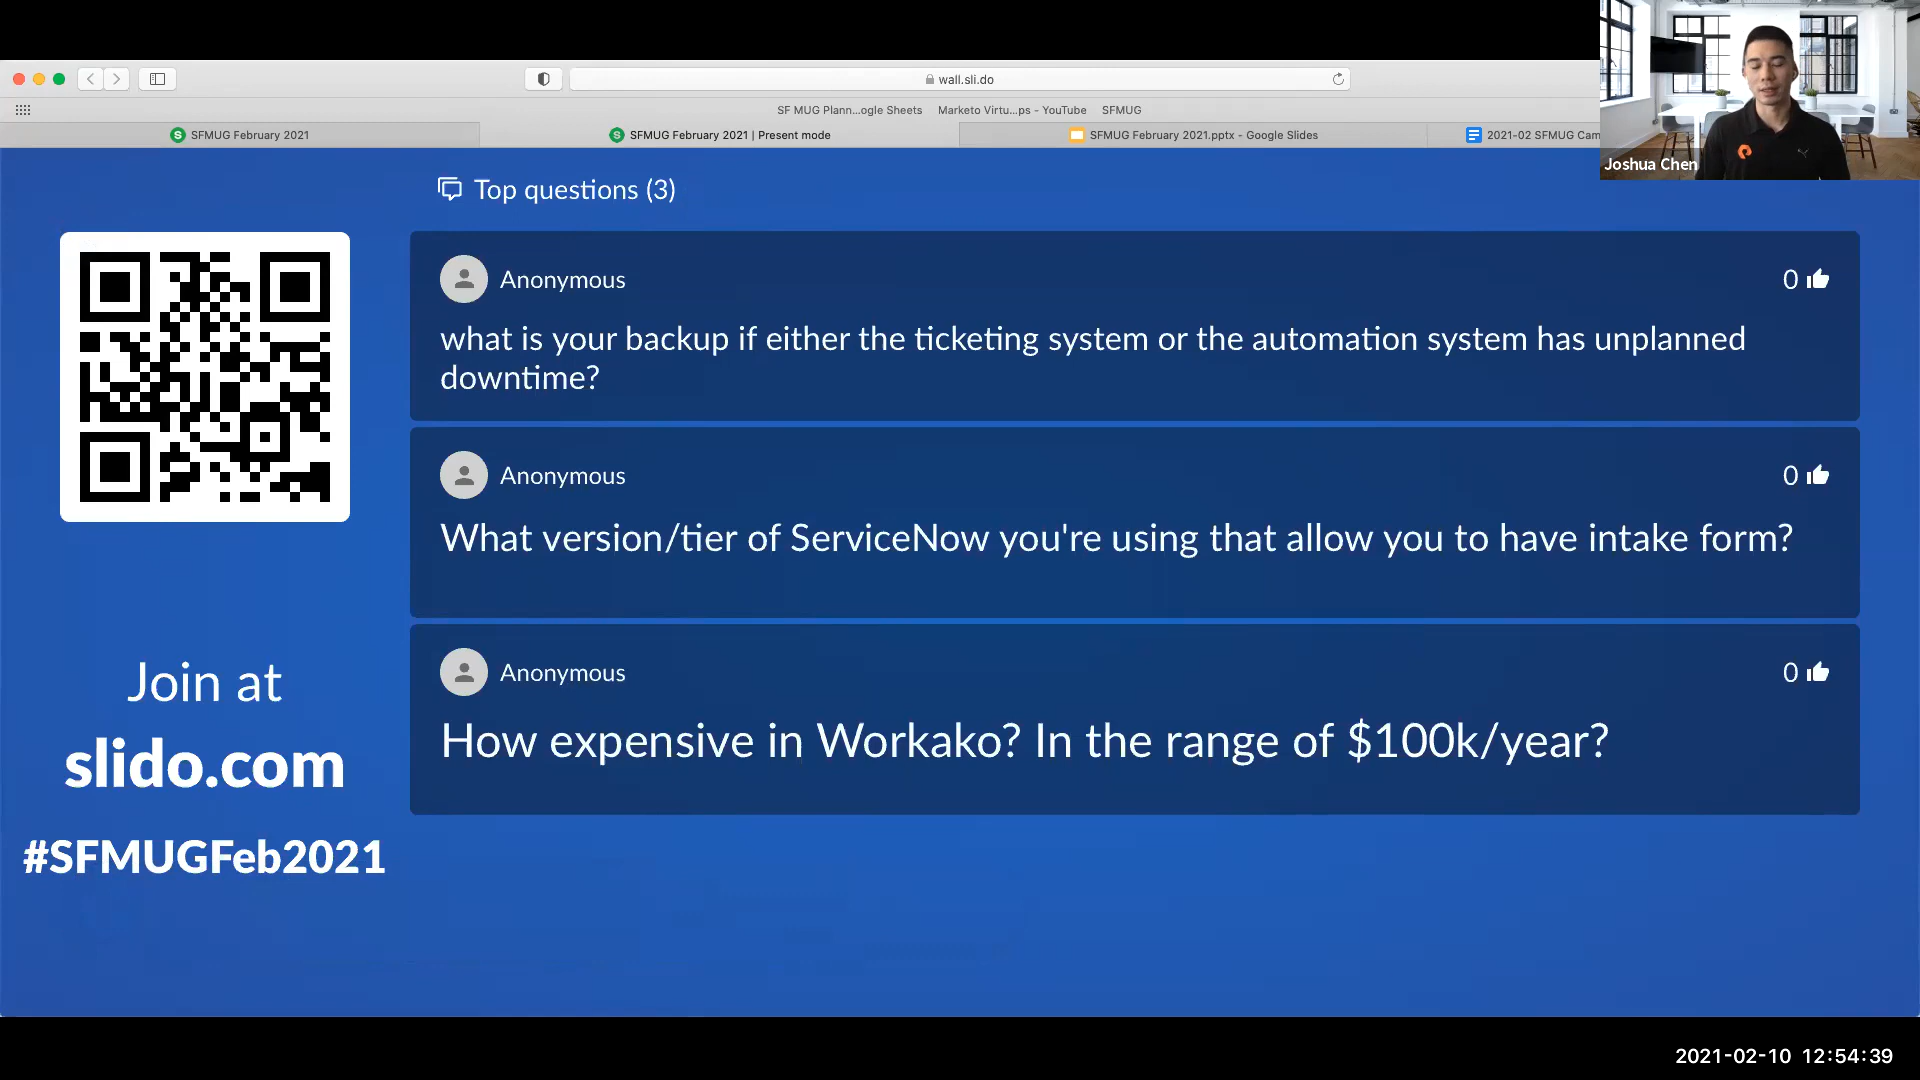 wall.sli.do
SF MUG Plann...ogle Sheets Marketo Virtu...ps - YouTube SFMUG
SFMUG February 2021 SFMUG February 2021 | Present mode SFMUG February 2021.pptx - Google Slides 2021-02 SFMUG Cam
Joshua Chen
Top questions (3)
Anonymous 0
what is your backup if either the ticketing system or the automation system has unplanned
downtime?
Anonymous 0
What version/tier of ServiceNow you're using that allow you to have intake form?
Anonymous 0
How expensive in Workako? In the range of $100k/year?
Join at
slido.com
#SFMUGFeb2021
2021-02-10 12:54:39